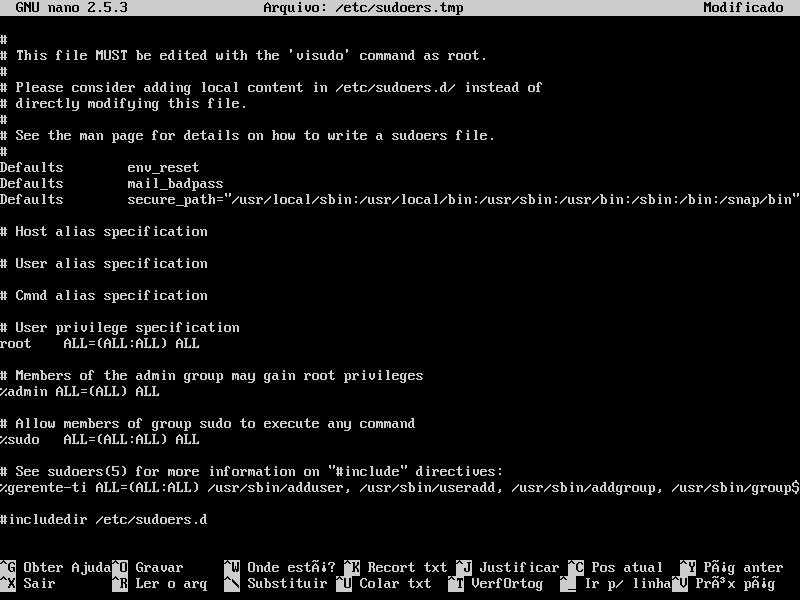 GNU nano 2.5.3 Arquivo: /etc/sudoers.tmp Modificado
#
# This file MUST be edited with the 'visudo' command as root.
#
# Please consider adding local content in /etc/sudoers.d/ instead of
# directly modifying this file.
#
# See the man page for details on how to write a sudoers file.
#
Defaults env_reset
Defaults mail_badpass
Defaults secure_path="/usr/local/sbin:/usr/local/bin:/usr/sbin:/usr/bin:/sbin:/bin:/snap/bin"
# Host alias specification
# User alias specification
# Cmnd alias specification
# User privilege specification
root ALL=(ALL:ALL) ALL
# Members of the admin group may gain root privileges
%admin ALL=(ALL) ALL
# Allow members of group sudo to execute any command
%sudo ALL=(ALL:ALL) ALL
# See sudoers(5) for more information on "#include" directives:
%gerente-ti ALL=(ALL:ALL) /usr/sbin/adduser, /usr/sbin/useradd, /usr/sbin/addgroup, /usr/sbin/group$
#includedir /etc/sudoers.d
^G Obter Ajuda ^O Gravar ^W Onde estÃ¡? ^K Recort txt ^J Justificar ^C Pos atual ^Y PÃ¡g anter
^X Sair ^R Ler o arq ^\ Substituir ^U Colar txt ^T VerfOrtog ^_ Ir p/ linha ^V PrÃ³x pÃ¡g